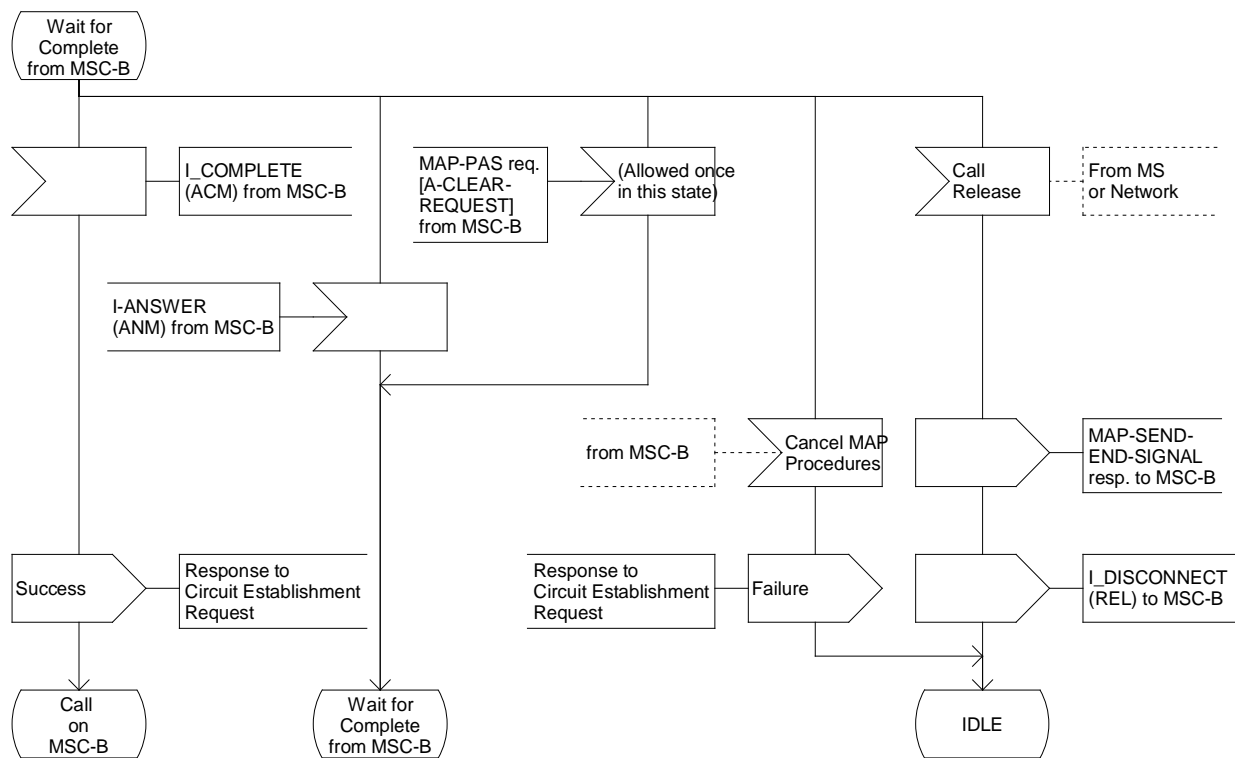 Wait for
Complete
from MSC-B
I_COMPLETE
(ACM) from MSC-B
MAP-PAS req.
[A-CLEAR-
REQUEST]
from MSC-B
(Allowed once
in this state)
Call
Release
From MS
or Network
I-ANSWER
(ANM) from MSC-B
from MSC-B
Cancel MAP
Procedures
MAP-SEND-
END-SIGNAL
resp. to MSC-B
Success
Response to
Circuit Establishment
Request
Response to
Circuit Establishment
Request
Failure
I_DISCONNECT
(REL) to MSC-B
Call
on
MSC-B
Wait for
Complete
from MSC-B
IDLE